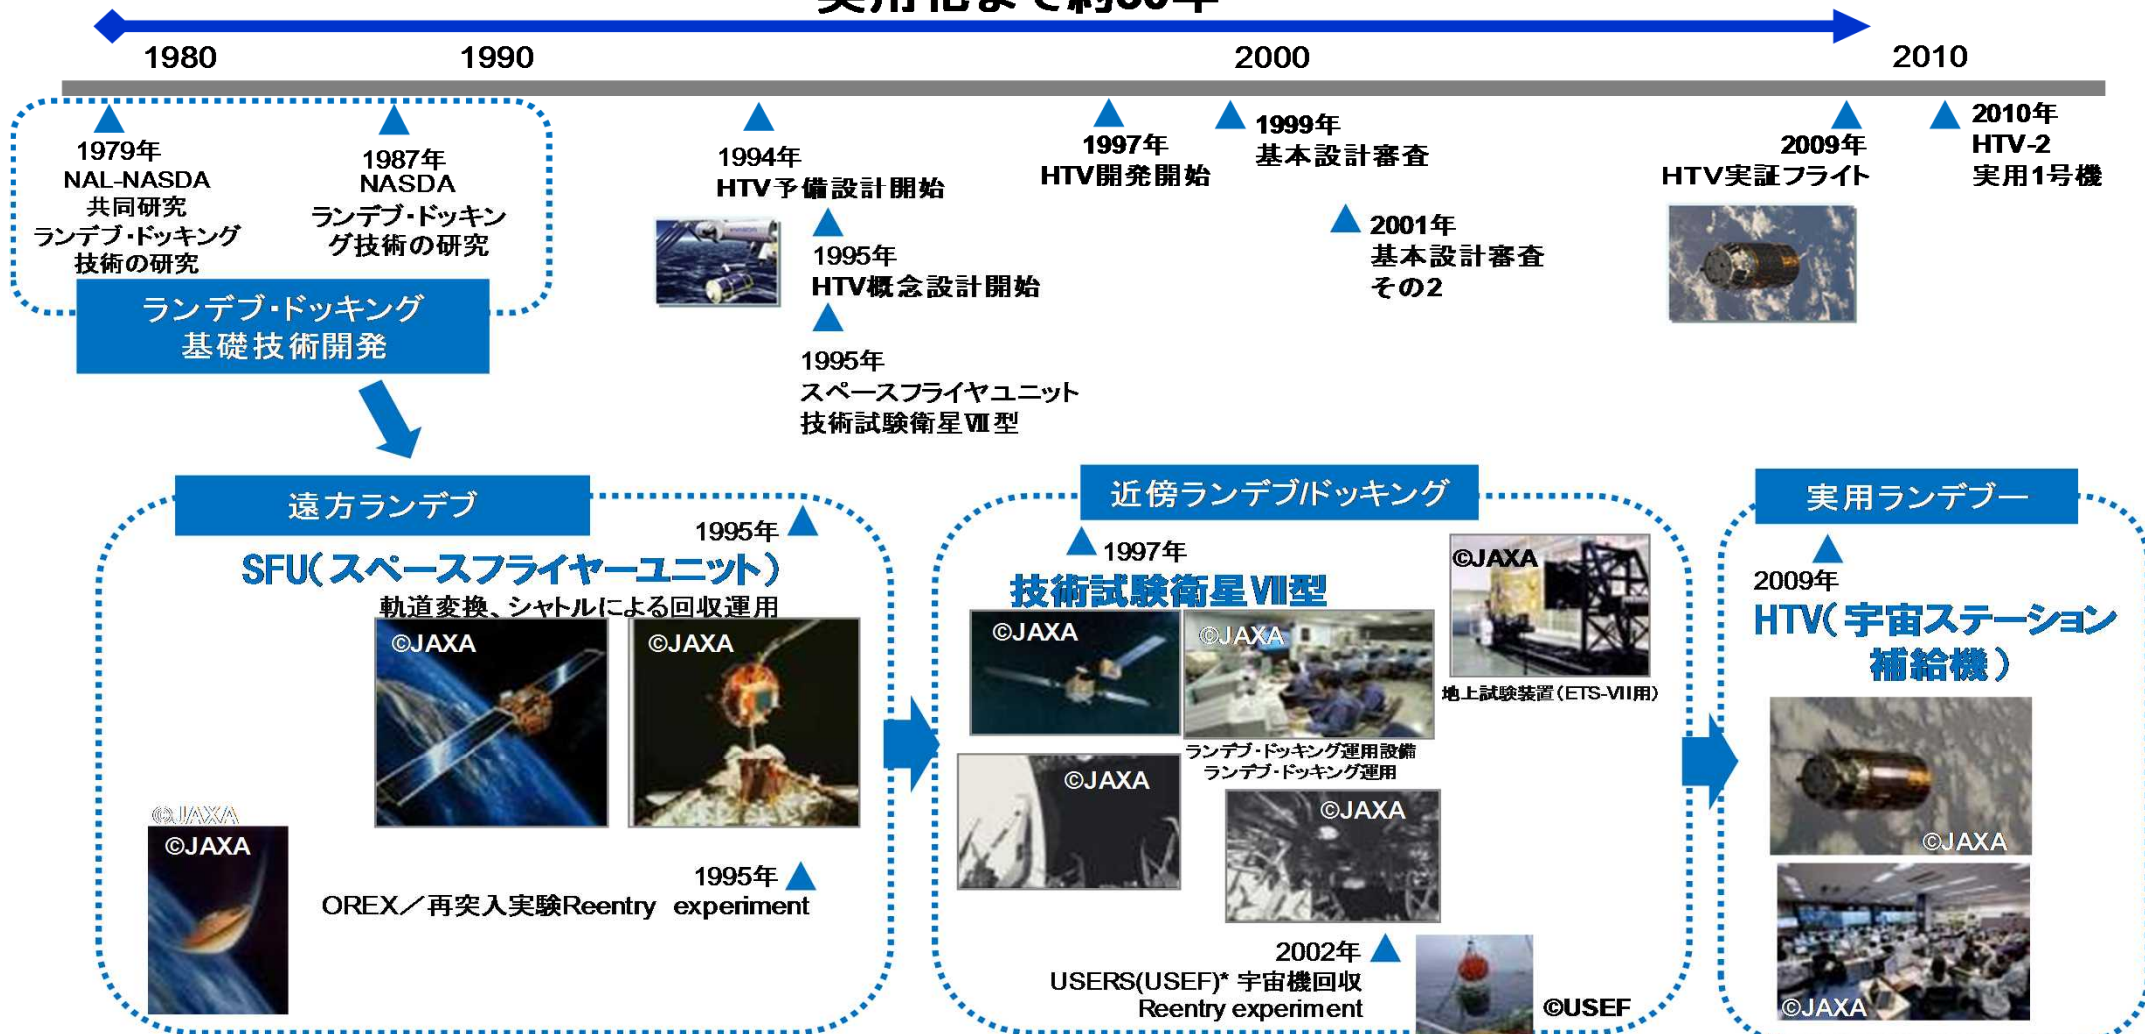 実用化まで約30年
1980
1990
2000
2010
1979年
NAL-NASDA
共同研究
ランデブ・ドッキング
技術の研究
1987年
NASDA
ランデブ・ドッキン
グ技術の研究
ランデブ・ドッキング
基礎技術開発
1994年
HTV予備設計開始
1995年
HTV概念設計開始
1995年
スペースフライヤユニット
技術試験衛星Ⅶ型
1997年
HTV開発開始
1999年
基本設計審査
2001年
基本設計審査
その2
2009年
HTV実証フライト
2010年
HTV-2
実用1号機
遠方ランデブ
1995年
SFU(スペースフライヤーユニット)
軌道変換、シャトルによる回収運用
©JAXA
©JAXA
©JAXA
©JAXA
1995年
OREX／再突入実験Reentry experiment
近傍ランデブ/ドッキング
1997年
技術試験衛星Ⅶ型
©JAXA
©JAXA
©JAXA
地上試験装置(ETS-VII用)
ランデブ・ドッキング運用設備
ランデブ・ドッキング運用
©JAXA
©JAXA
2002年
USERS(USEF)* 宇宙機回収
Reentry experiment
©USEF
実用ランデブー
2009年
HTV(宇宙ステーション
補給機)
©JAXA
©JAXA